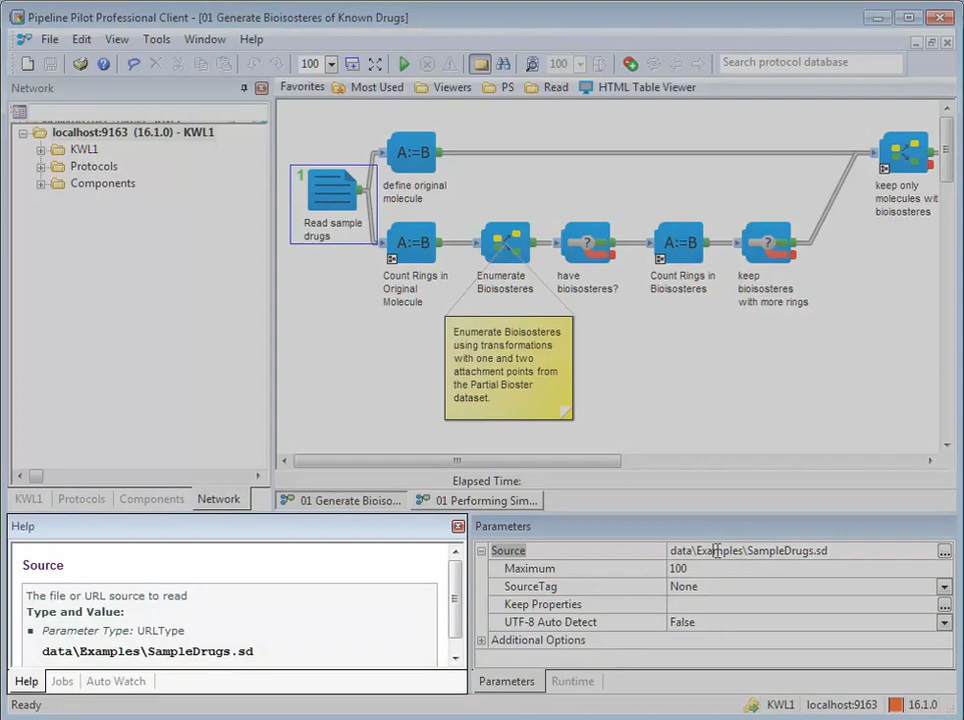 Pipeline Pilot Professional Client - [01 Generate Bioisosteres of Known Drugs]
File Edit View Tools Window Help
100
100
Search protocol database
Network
Favorites Most Used Viewers PS Read HTML Table Viewer
localhost:9163 (16.1.0) - KWL1
KWL1
Protocols
Components
1
Read sample
drugs
A:=B
define original
molecule
A:=B
Count Rings in
Original
Molecule
Enumerate
Bioisosteres
?
have
bioisosteres?
A:=B
Count Rings in
Bioisosteres
?
keep
bioisosteres
with more rings
keep only
molecules wit
bioisosteres
Enumerate Bioisosteres
using transformations
with one and two
attachment points from
the Partial Bioster
dataset.
Elapsed Time:
KWL1 Protocols Components Network
01 Generate Bioiso... 01 Performing Sim...
Help
Source
The file or URL source to read
Type and Value:
Parameter Type: URLType
data\Examples\SampleDrugs.sd
Help Jobs Auto Watch
Parameters
Source data\Examples\SampleDrugs.sd ...
Maximum 100
SourceTag None
Keep Properties ...
UTF-8 Auto Detect False
Additional Options
Parameters Runtime
Ready
KWL1 localhost:9163 16.1.0